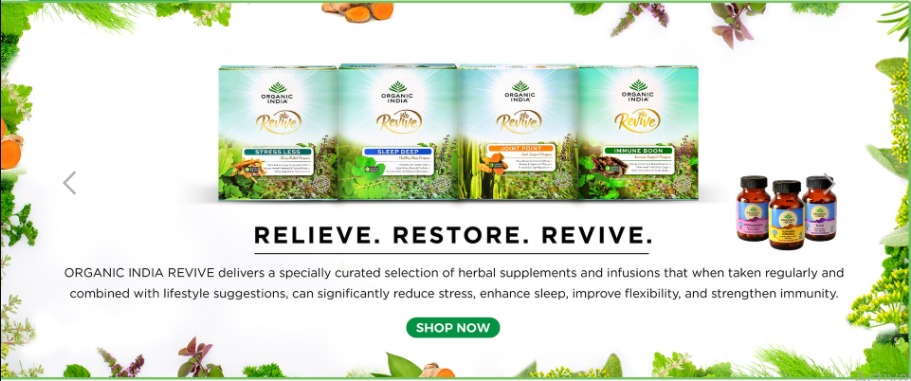 ORGANIC
INDIA
Revive
STRESS LESS
ORGANIC
INDIA
Revive
SLEEP DEEP
ORGANIC
INDIA
Revive
JOINT POINT
ORGANIC
INDIA
Revive
IMMUNE BOON
RELIEVE. RESTORE. REVIVE.
ORGANIC INDIA REVIVE delivers a specially curated selection of herbal supplements and infusions that when taken regularly and
combined with lifestyle suggestions, can significantly reduce stress, enhance sleep, improve flexibility, and strengthen immunity.
SHOP NOW